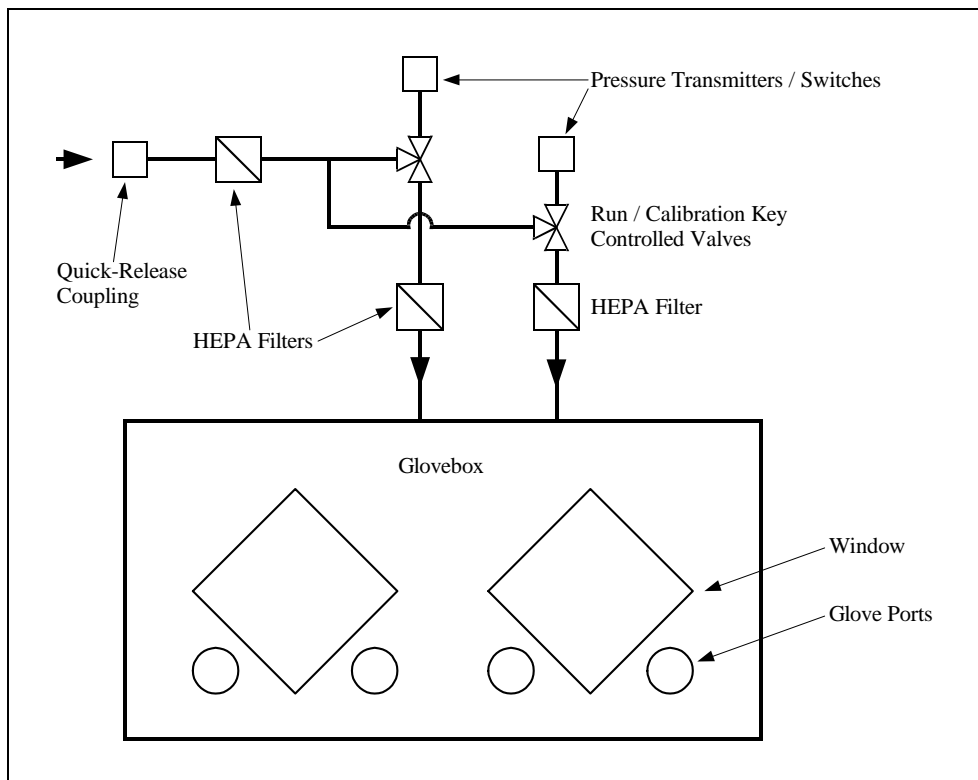 Pressure Transmitters / Switches
Run / Calibration Key
Controlled Valves
Quick-Release
Coupling
HEPA Filters
HEPA Filter
Glovebox
Window
Glove Ports